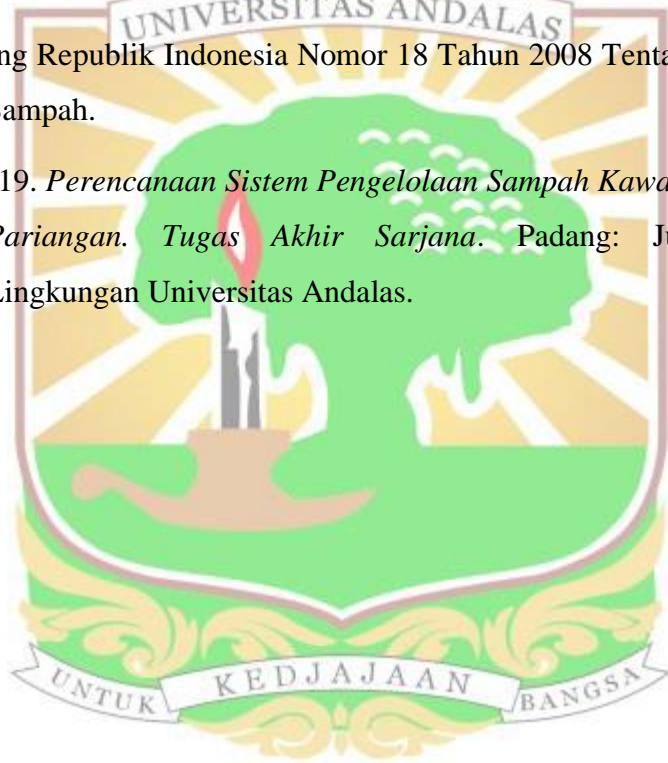 UNIVERSITAS ANDALAS
ng Republik Indonesia Nomor 18 Tahun 2008 Tenta
Sampah.
19. Perencanaan Sistem Pengelolaan Sampah Kawa
Pariangan. Tugas Akhir Sarjana. Padang: Ju
Lingkungan Universitas Andalas.
UNTUK KEDJAJAAN BANGSA